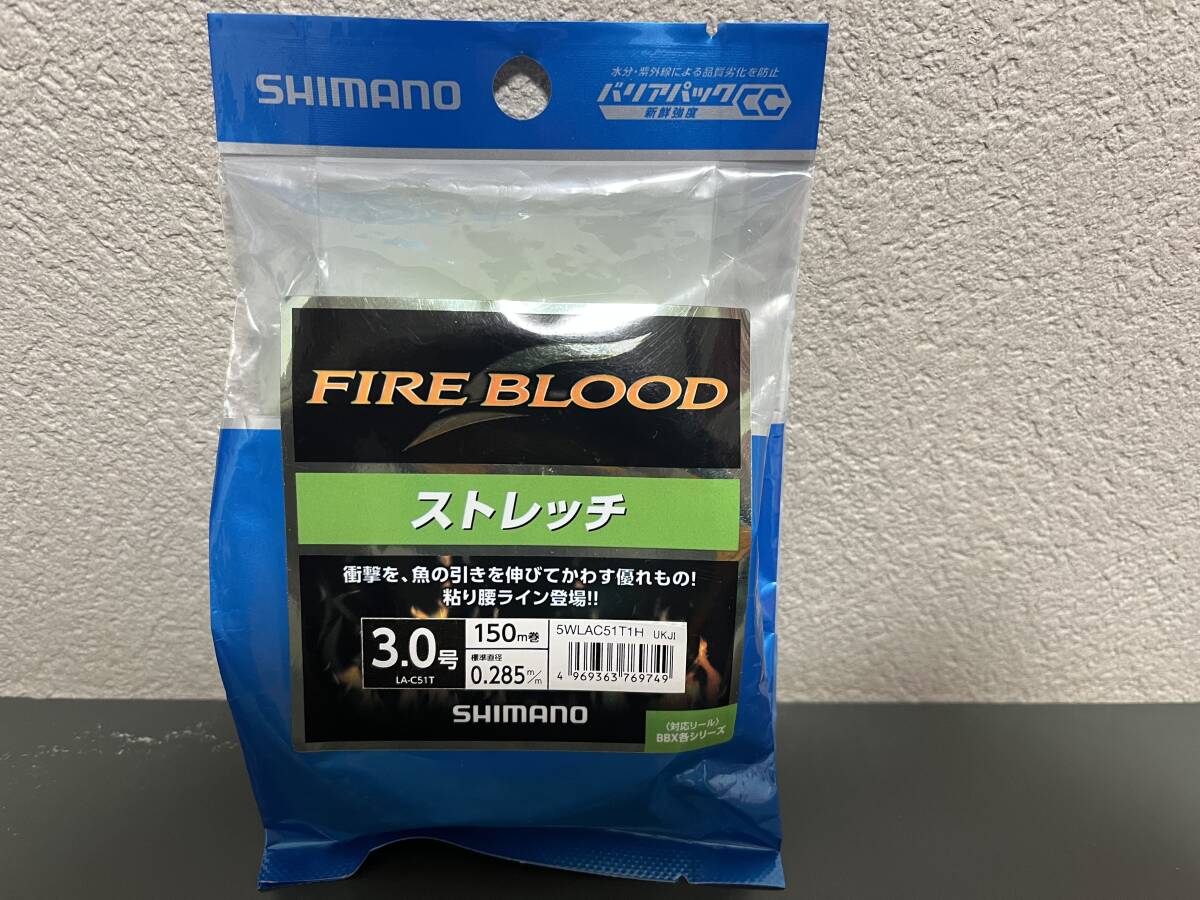 SHIMANO
水分・紫外線による品質劣化を防止
バリアパックCC
新鮮強度
FIRE BLOOD
ストレッチ
衝撃を、魚の引きを伸びてかわす優れもの!
粘り腰ライン登場!!
3.0号
LA-C51T
150m巻
標準直径
0.285m/m
5WLAC51T1H UKJI
4 969363 769749
SHIMANO
〈対応リール〉
BBX各シリーズ